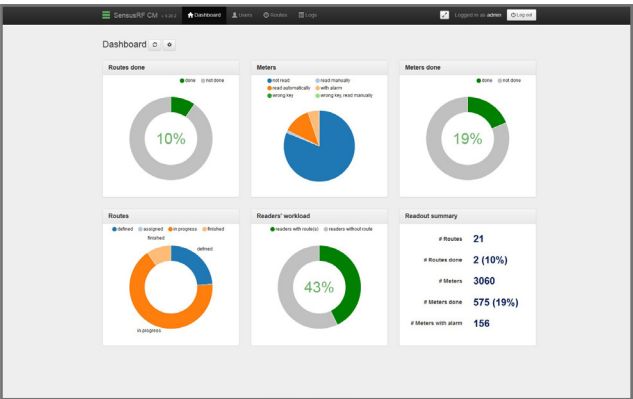 SensusRF CM Dashboard Users Routes Logs Logged in as admin Log out
Dashboard
Routes done
done not done
10%
Meters
not read read manually
read automatically with alarm
wrong key wrong key, read manually
Meters done
done not done
19%
Routes
defined assigned in progress finished
finished
defined
in progress
Readers' workload
readers with route(s) readers without route
43%
Readout summary
# Routes 21
# Routes done 2 (10%)
# Meters 3060
# Meters done 575 (19%)
# Meters with alarm 156